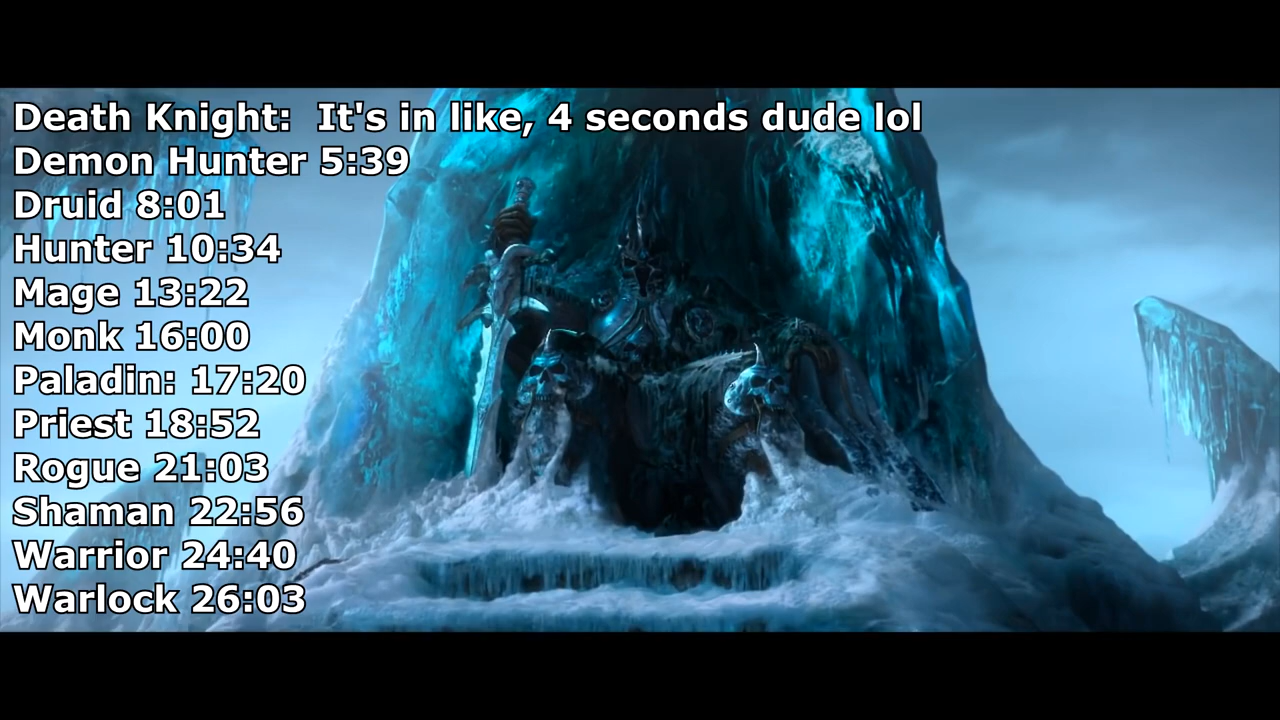 Death Knight:  It's in like, 4 seconds dude lol
Demon Hunter 5:39
Druid 8:01
Hunter 10:34
Mage 13:22
Monk 16:00
Paladin: 17:20
Priest 18:52
Rogue 21:03
Shaman 22:56
Warrior 24:40
Warlock 26:03